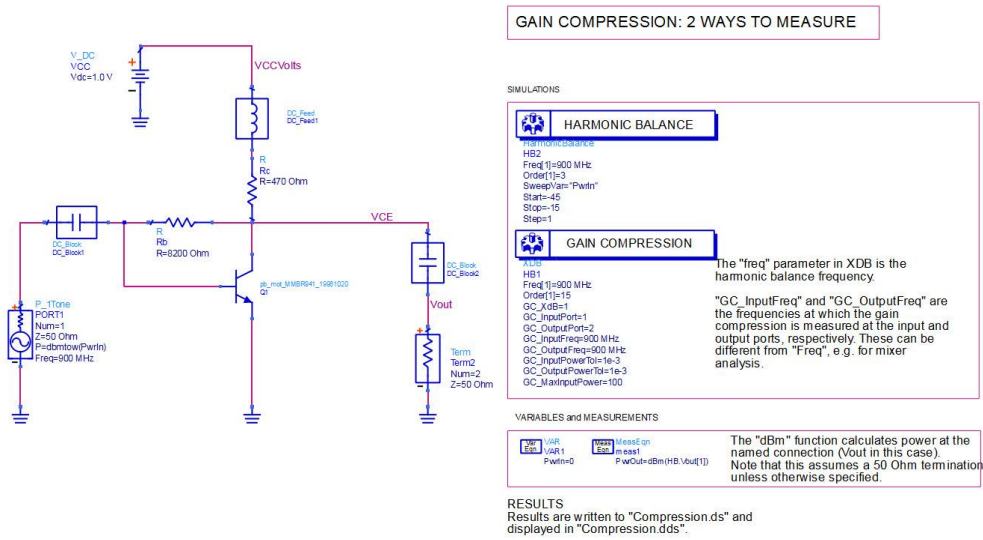 GAIN COMPRESSION: 2 WAYS TO MEASURE
V_DC
VCC
Vdc=1.0 V
VCCVolts
DC_Feed
DC_Feed1
R
Rc
R=470 Ohm
VCE
DC_Block
DC_Block1
R
Rb
R=8200 Ohm
DC_Block
DC_Block2
pb_mot_MMBR941_19981020
Q1
Vout
P_1Tone
PORT1
Num=1
Z=50 Ohm
P=dbmtow(PwrIn)
Freq=900 MHz
Term
Term2
Num=2
Z=50 Ohm
SIMULATIONS
HARMONIC BALANCE
HarmonicBalance
HB2
Freq[1]=900 MHz
Order[1]=3
SweepVar="PwrIn"
Start=-45
Stop=-15
Step=1
GAIN COMPRESSION
XDB
HB1
Freq[1]=900 MHz
Order[1]=15
GC_XdB=1
GC_InputPort=1
GC_OutputPort=2
GC_InputFreq=900 MHz
GC_OutputFreq=900 MHz
GC_InputPowerTol=1e-3
GC_OutputPowerTol=1e-3
GC_MaxInputPower=100
The "freq" parameter in XDB is the
harmonic balance frequency.
"GC_InputFreq" and "GC_OutputFreq" are
the frequencies at which the gain
compression is measured at the input and
output ports, respectively. These can be
different from "Freq", e.g. for mixer
analysis.
VARIABLES and MEASUREMENTS
Var
Eqn
VAR
VAR1
PwrIn=0
Meas
Eqn
MeasEqn
meas1
PwrOut=dBm(HB.Vout[1])
The "dBm" function calculates power at the
named connection (Vout in this case).
Note that this assumes a 50 Ohm termination
unless otherwise specified.
RESULTS
Results are written to "Compression.ds" and
displayed in "Compression.dds".